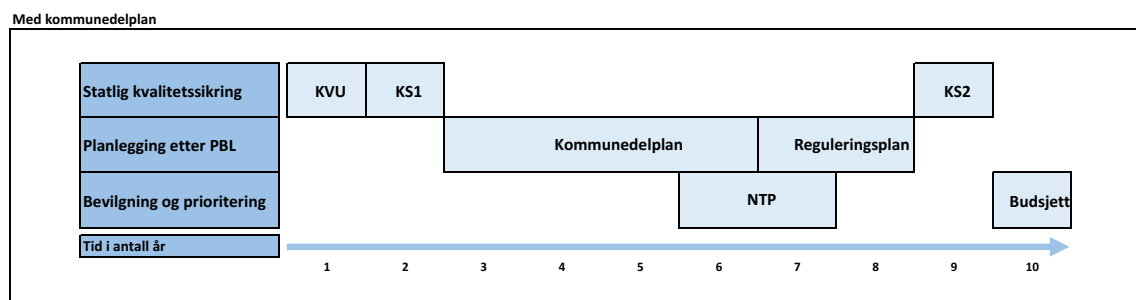 Med kommunedelplan
Statlig kvalitetssikring
KVU
KS1
KS2
Planlegging etter PBL
Kommunedelplan
Reguleringsplan
Bevilgning og prioritering
NTP
Budsjett
Tid i antall år
1 2 3 4 5 6 7 8 9 10